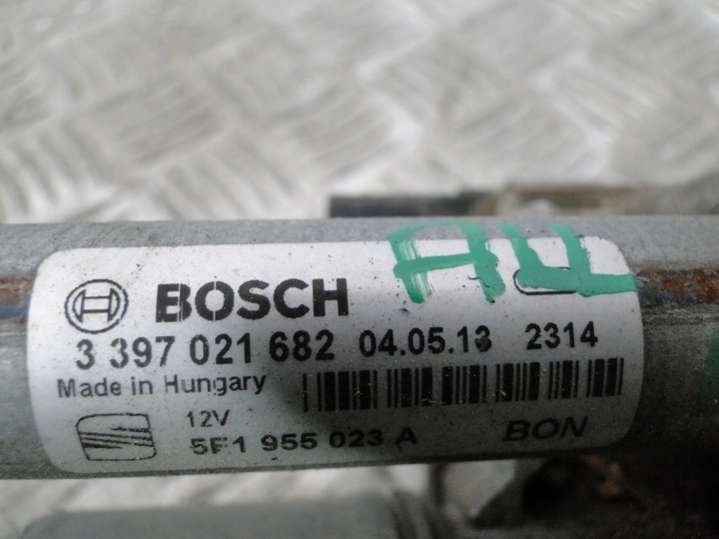 BOSCH
3 397 021 682 04.05.13 2314
Made in Hungary
12V
5F1 955 023 A BON